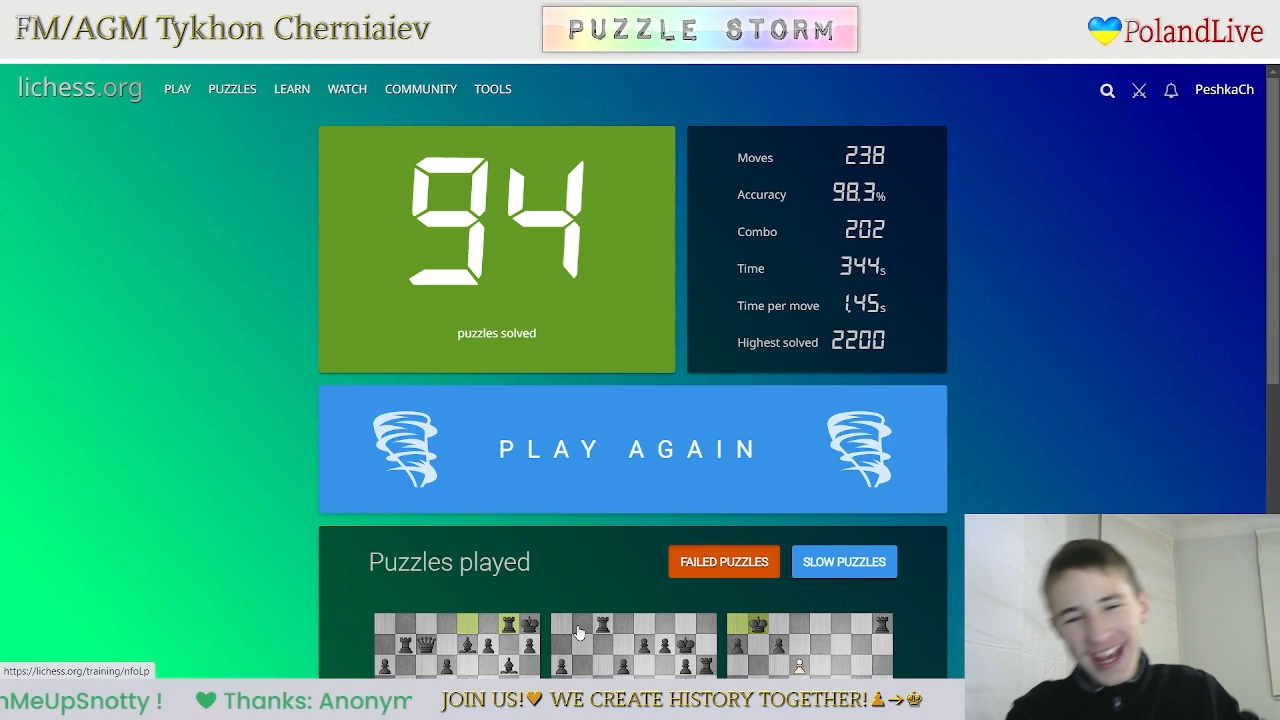 FM/AGM Tykhon Cherniaiev
PUZZLE STORM
PolandLive
lichess.org PLAY PUZZLES LEARN WATCH COMMUNITY TOOLS PeshkaCh
94
puzzles solved
Moves 238
Accuracy 98.3%
Combo 202
Time 344s
Time per move 1.45s
Highest solved 2200
PLAY AGAIN
Puzzles played FAILED PUZZLES SLOW PUZZLES
https://lichess.org/training/nfoLp
nMeUpSnotty ! Thanks: Anonym
JOIN US! WE CREATE HISTORY TOGETHER!